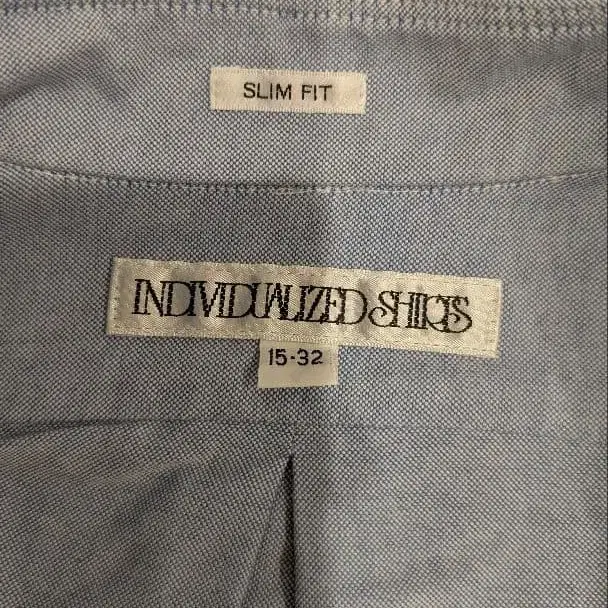 SLIM FIT
INDIVIDUALIZED SHIRTS
15-32